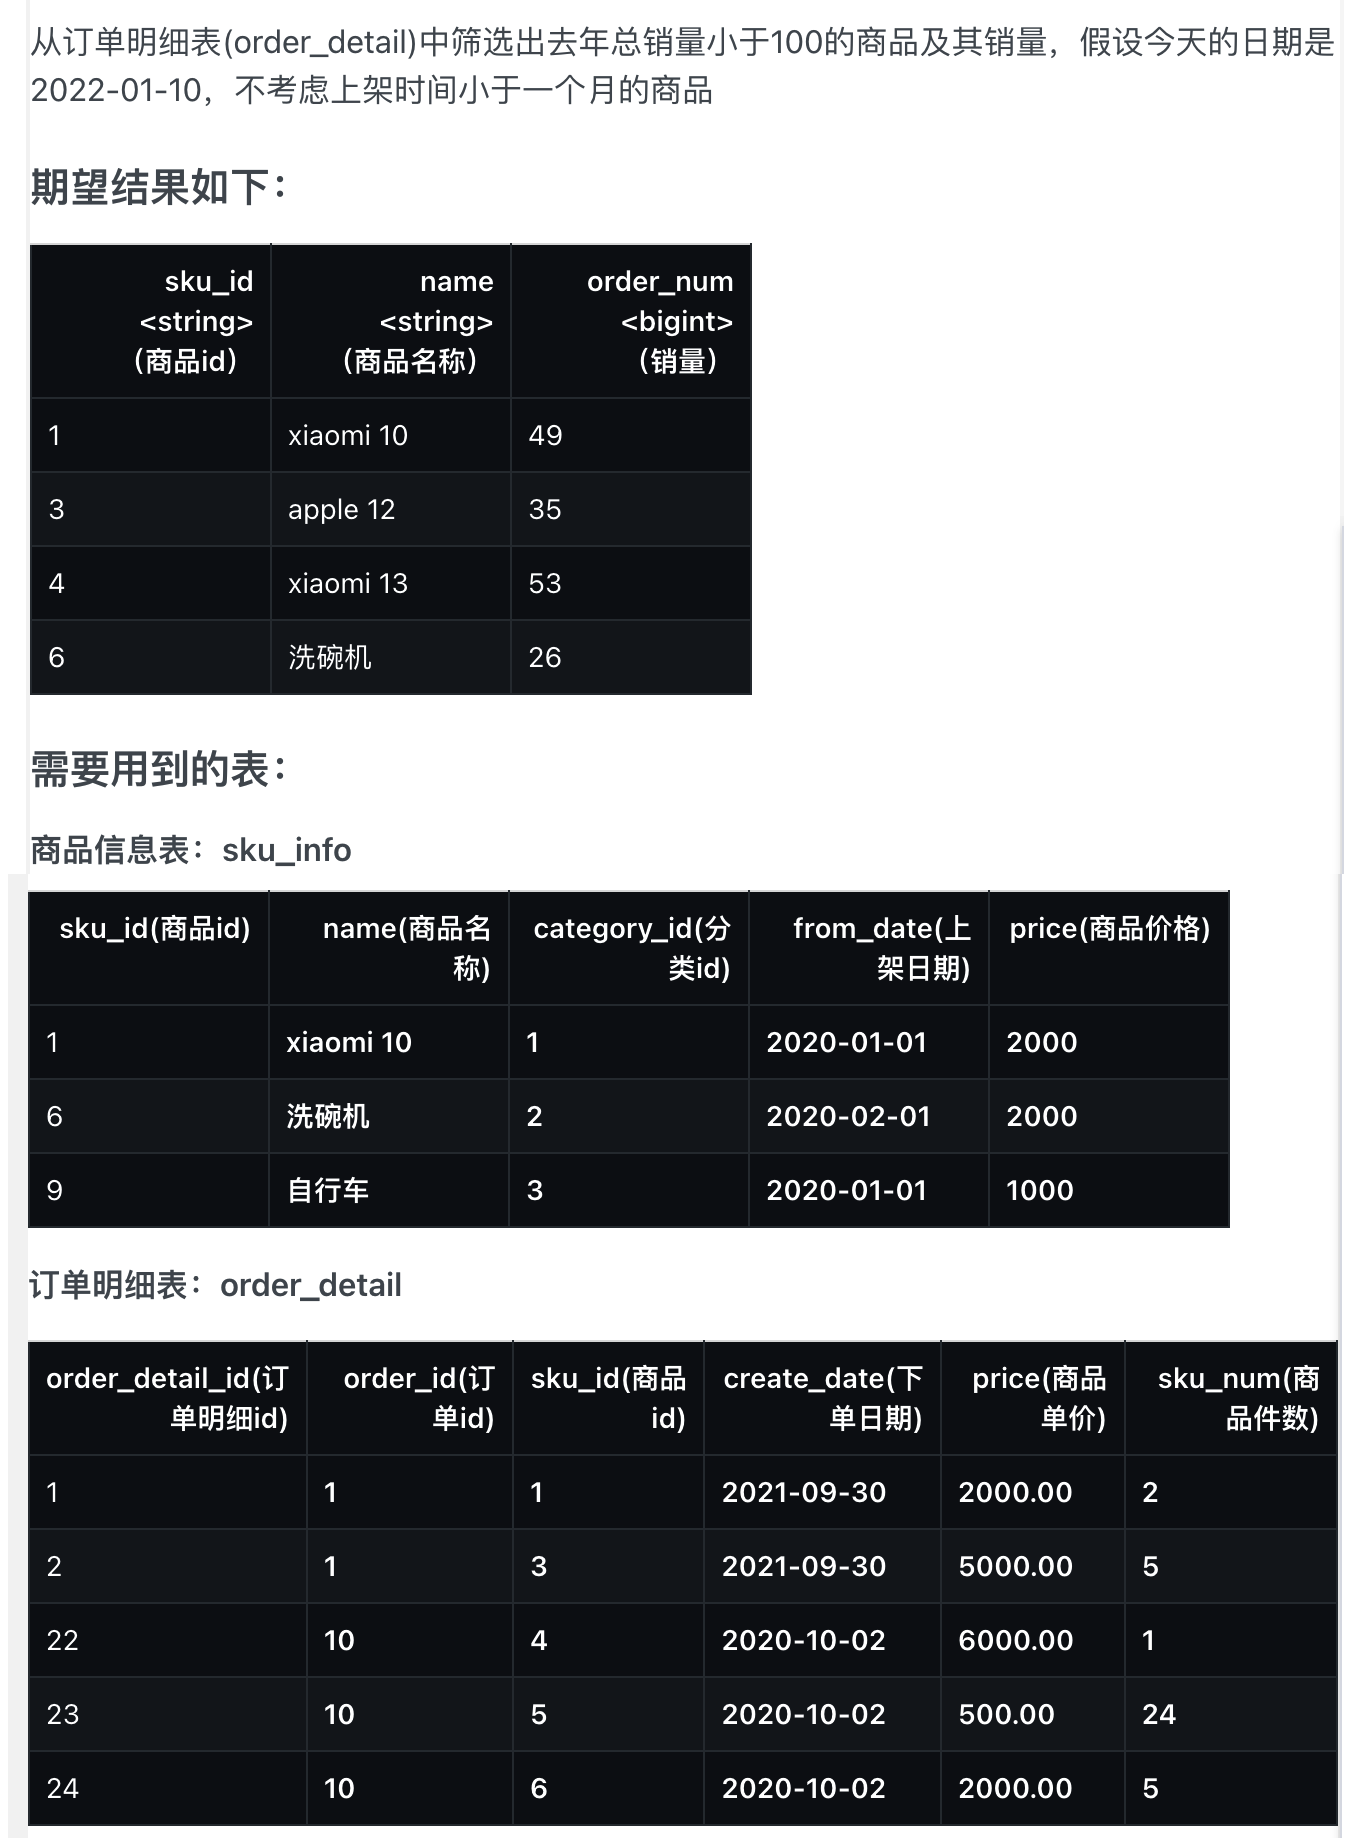 从订单明细表(order_detail)中筛选出去年总销量小于100的商品及其销量，假设今天的日期是
2022-01-10，不考虑上架时间小于一个月的商品
期望结果如下：
sku_id <string> （商品id） name <string> （商品名称） order_num <bigint> （销量）
1 xiaomi 10 49
3 apple 12 35
4 xiaomi 13 53
6 洗碗机 26
需要用到的表：
商品信息表：sku_info
sku_id(商品id) name(商品名称) category_id(分类id) from_date(上架日期) price(商品价格)
1 xiaomi 10 1 2020-01-01 2000
6 洗碗机 2 2020-02-01 2000
9 自行车 3 2020-01-01 1000
订单明细表：order_detail
order_detail_id(订单明细id) order_id(订单id) sku_id(商品id) create_date(下单日期) price(商品单价) sku_num(商品件数)
1 1 1 2021-09-30 2000.00 2
2 1 3 2021-09-30 5000.00 5
22 10 4 2020-10-02 6000.00 1
23 10 5 2020-10-02 500.00 24
24 10 6 2020-10-02 2000.00 5